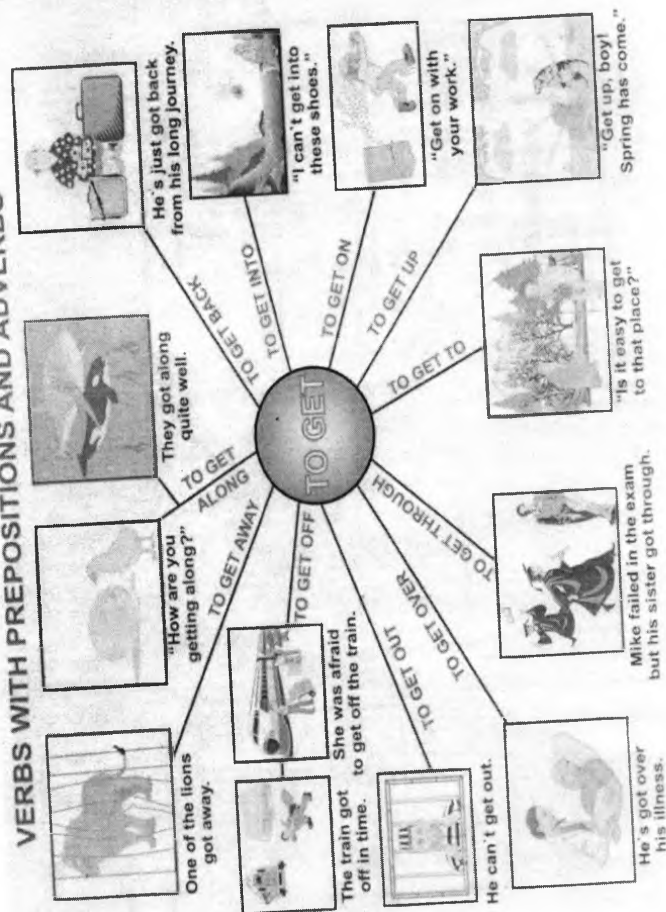 VERBS WITH PREPOSITIONS AND ADVERBS
One of the lions
got away.
"How are you
getting along?"
They got along
quite well.
He's just got back
from his long journey.
TO GET AWAY
TO GET
ALONG
TO GET BACK
The train got
off in time.
She was afraid
to get off the train.
TO GET OFF
TO GET
TO GET INTO
"I can't get into
these shoes."
He can't get out.
TO GET OUT
TO GET ON
"Get on with
your work."
He's got over
his illness.
TO GET OVER
TO GET UP
"Get up, boy!
Spring has come."
Mike failed in the exam
but his sister got through.
TO GET THROUGH
TO GET TO
"Is it easy to get
to that place?"